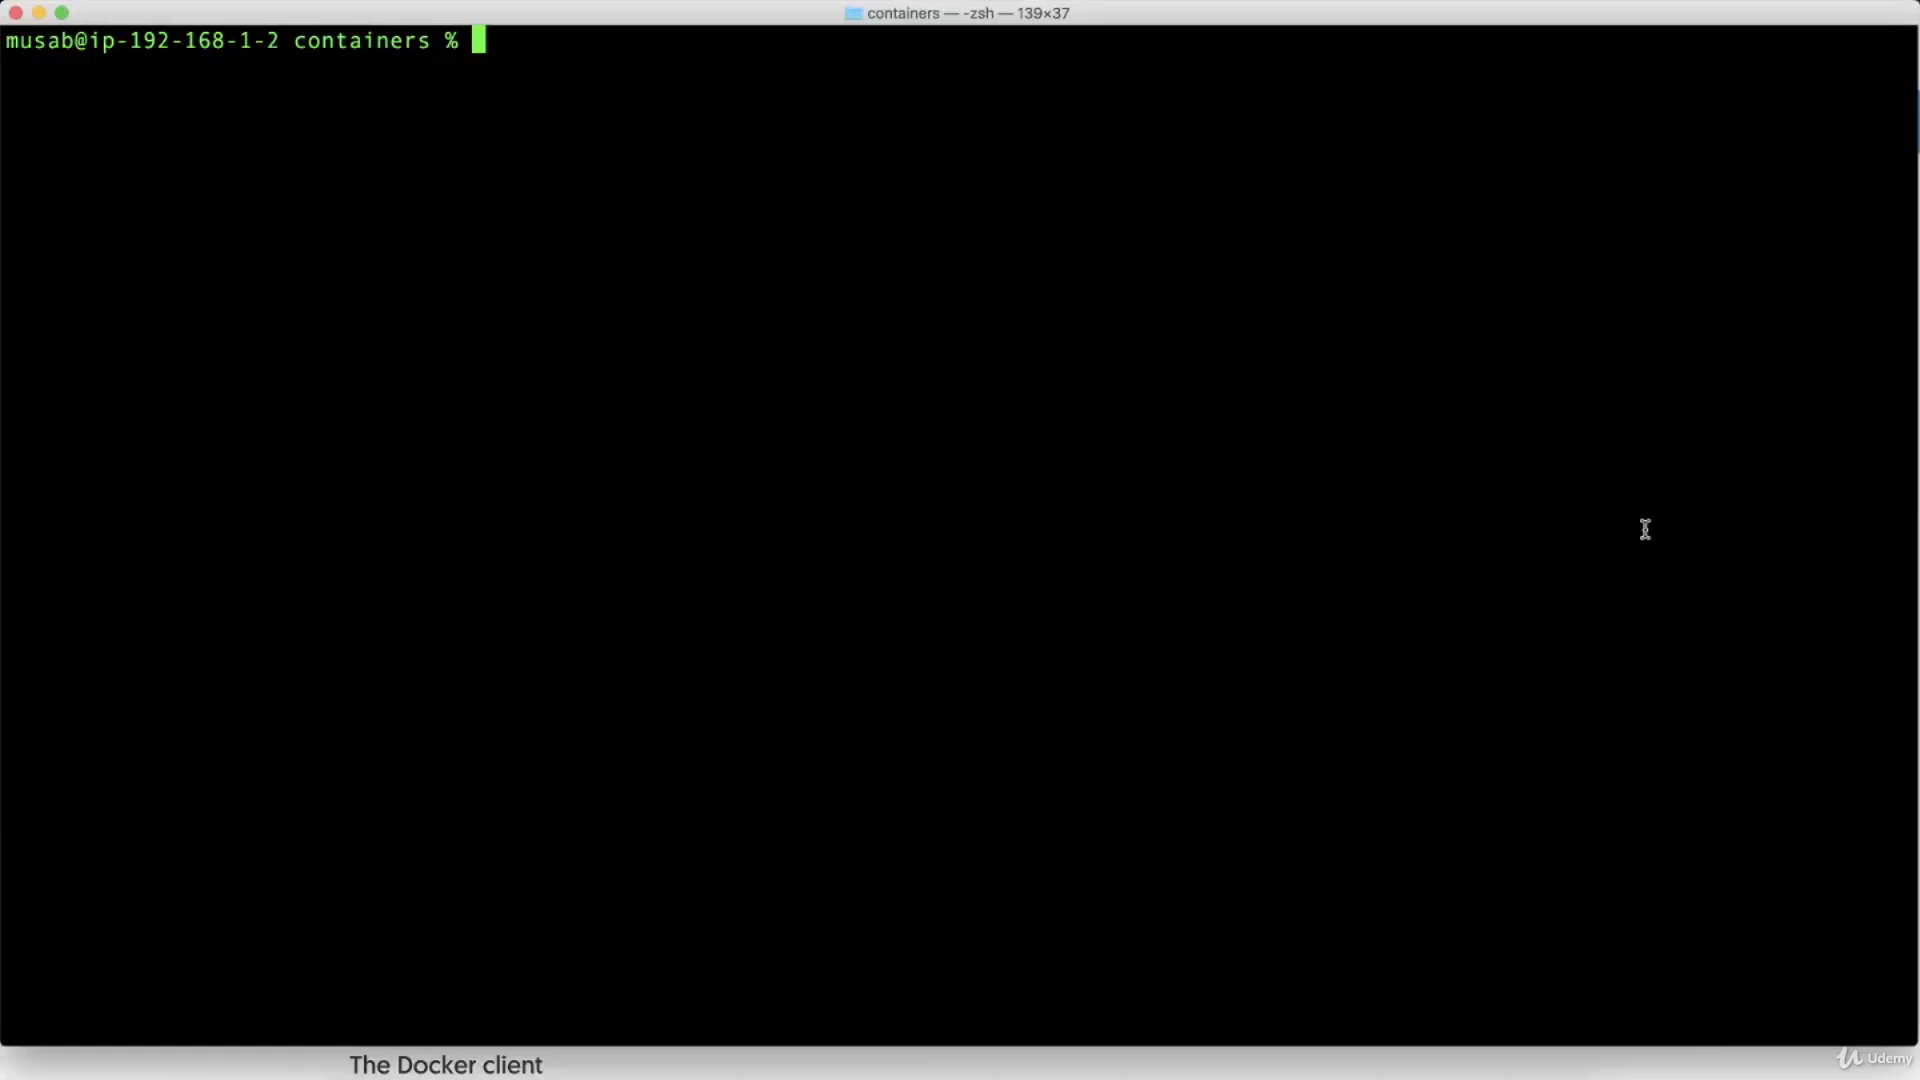 containers — -zsh — 139×37
musab@ip-192-168-1-2 containers %
The Docker client
Udemy